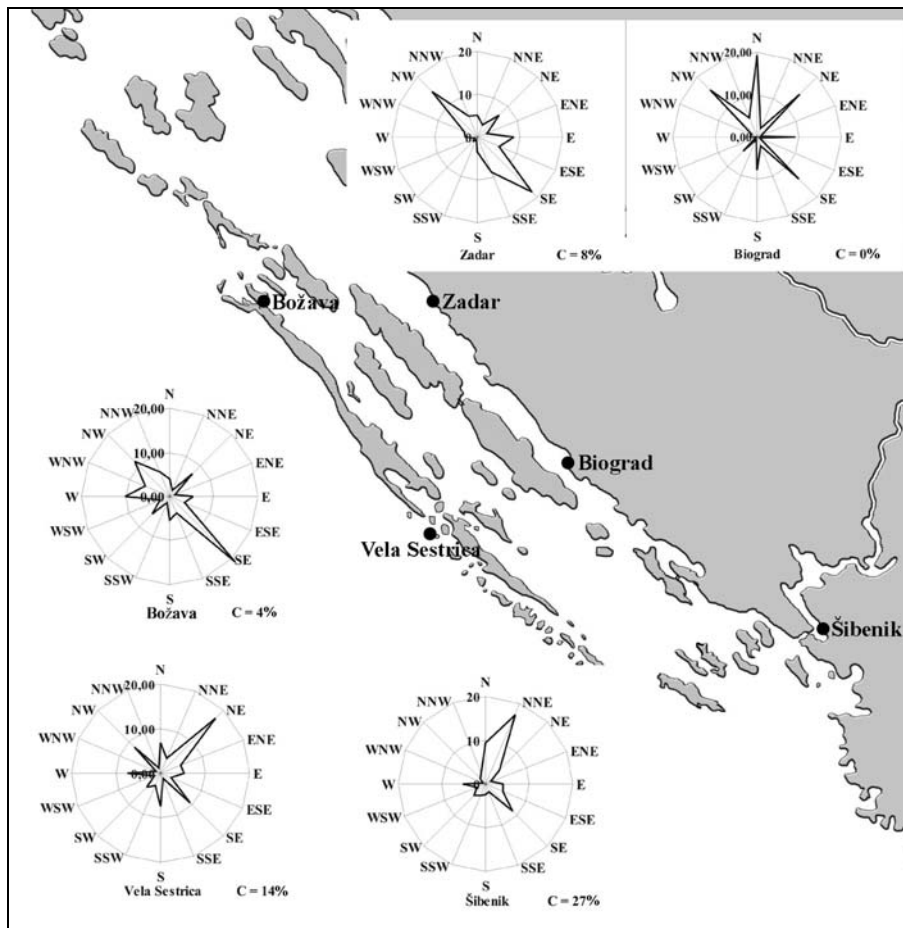 N
NNW 20 NNE
NW NE
WNW 10 ENE
W 0 E
WSW ESE
SW SE
SSW SSE
S
Zadar C = 8%
N
NNW 20,00 NNE
NW NE
WNW 10,00 ENE
W 0,00 E
WSW ESE
SW SE
SSW SSE
S
Biograd C = 0%
Božava
Zadar
Biograd
Vela Sestrica
Šibenik
N
NNW 20,00 NNE
NW NE
WNW 10,00 ENE
W 0,00 E
WSW ESE
SW SE
SSW SSE
S
Božava C = 4%
N
NNW 20,00 NNE
NW NE
WNW 10,00 ENE
W 0,00 E
WSW ESE
SW SE
SSW SSE
S
Vela Sestrica C = 14%
N
NNW 20 NNE
NW NE
WNW 10 ENE
W 0 E
WSW ESE
SW SE
SSW SSE
S
Šibenik C = 27%